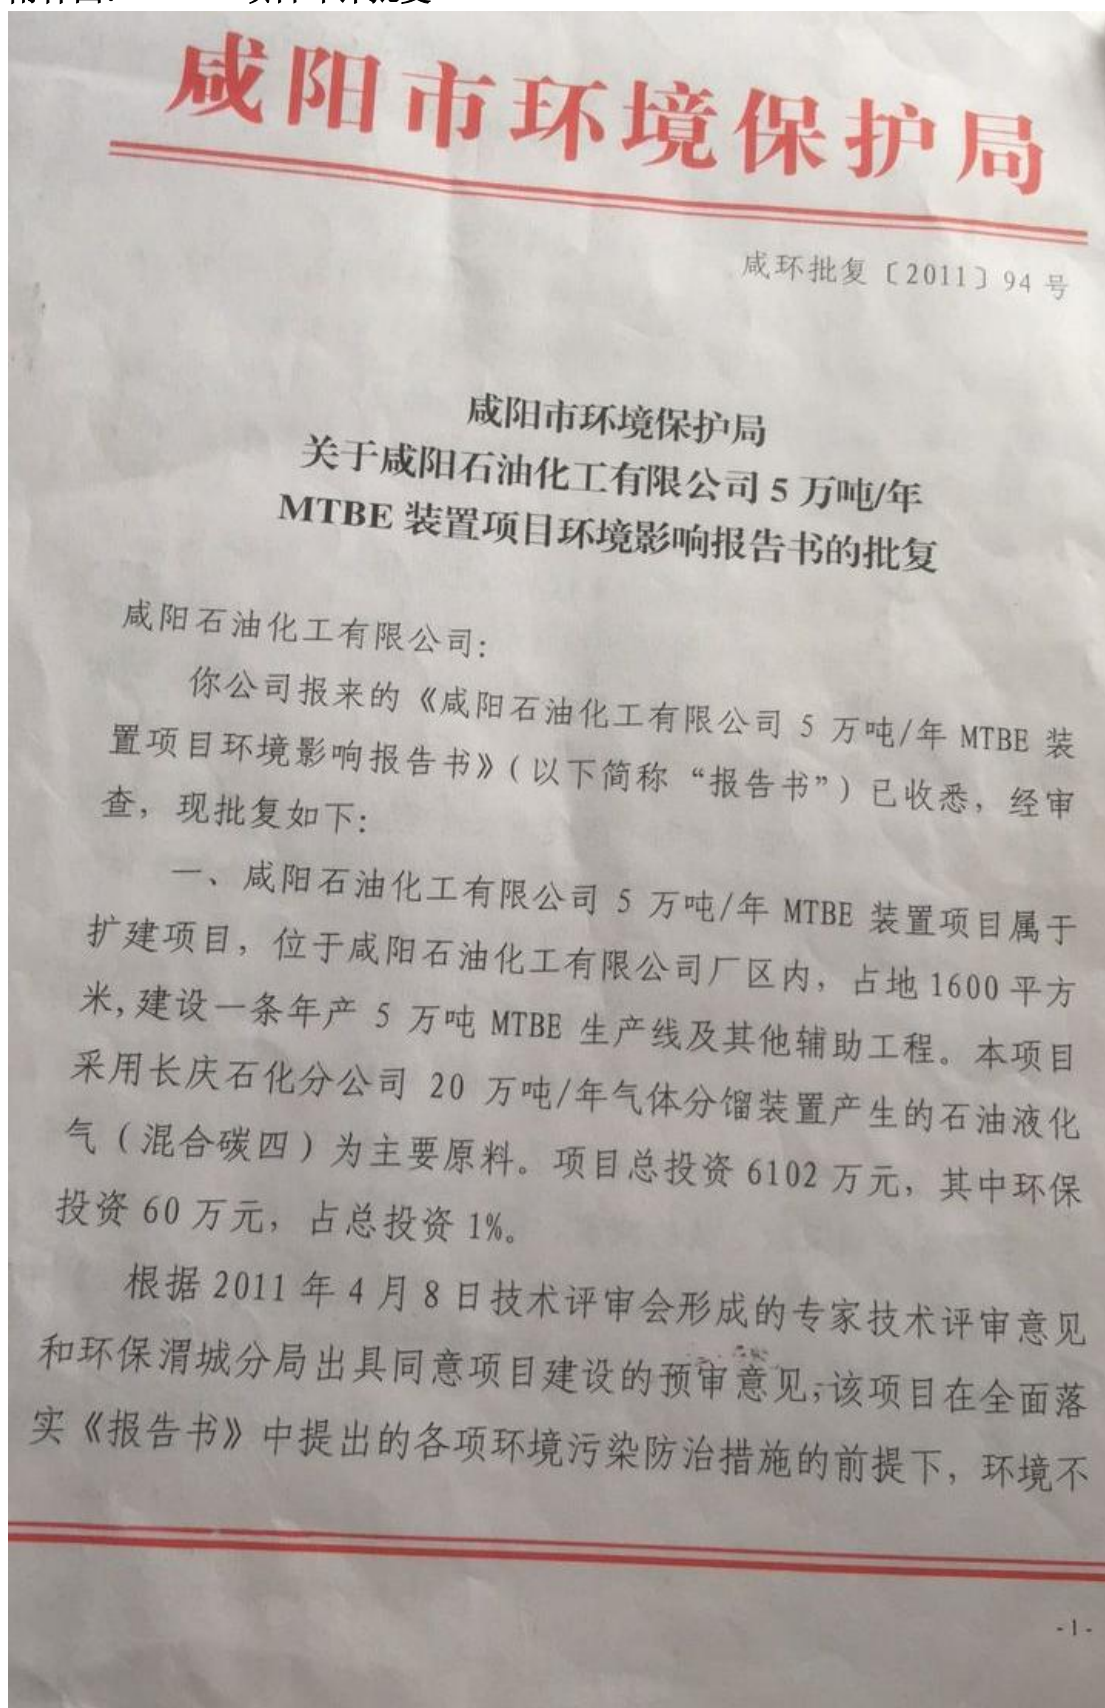 咸阳市环境保护局
咸环批复〔2011〕94号
咸阳市环境保护局
关于咸阳石油化工有限公司5万吨/年
MTBE装置项目环境影响报告书的批复
咸阳石油化工有限公司：
你公司报来的《咸阳石油化工有限公司5万吨/年MTBE装
置项目环境影响报告书》（以下简称“报告书”）已收悉，经审
查，现批复如下：
一、咸阳石油化工有限公司5万吨/年MTBE装置项目属于
扩建项目，位于咸阳石油化工有限公司厂区内，占地1600平方
米，建设一条年产5万吨MTBE生产线及其他辅助工程。本项目
采用长庆石化分公司20万吨/年气体分馏装置产生的石油液化
气（混合碳四）为主要原料。项目总投资6102万元，其中环保
投资60万元，占总投资1%。
根据2011年4月8日技术评审会形成的专家技术评审意见
和环保渭城分局出具同意项目建设的预审意见，该项目在全面落
实《报告书》中提出的各项环境污染防治措施的前提下，环境不
-1-